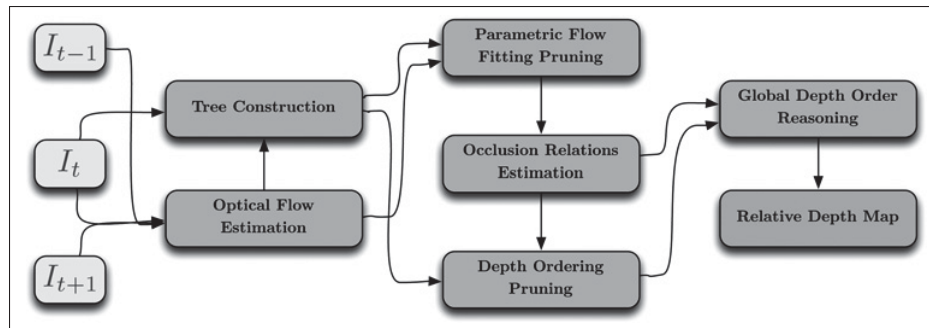 I_{t-1}
I_t
I_{t+1}
Tree Construction
Optical Flow
Estimation
Parametric Flow
Fitting Pruning
Occlusion Relations
Estimation
Depth Ordering
Pruning
Global Depth Order
Reasoning
Relative Depth Map